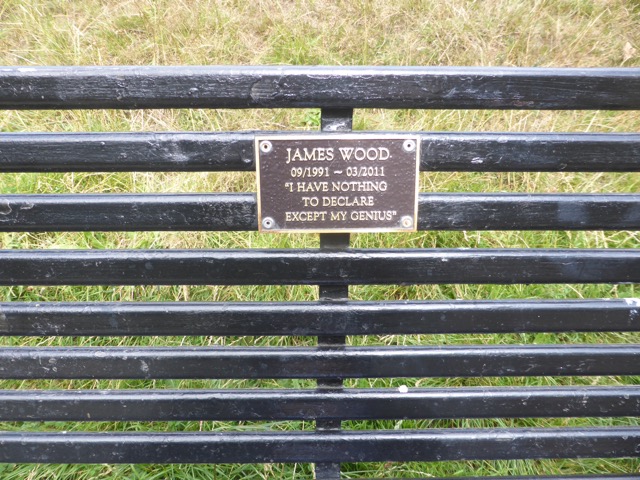 JAMES WOOD
09/1991 ~ 03/2011
"I HAVE NOTHING
TO DECLARE
EXCEPT MY GENIUS"